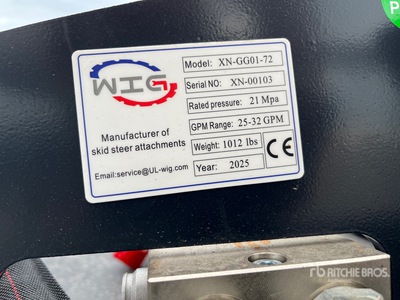 P
WIG
Manufacturer of
skid steer attachments
Email:service@UL-wig.com
Model: XN-GG01-72
Serial NO: XN-00103
Rated pressure: 21 Mpa
GPM Range: 25-32 GPM
Weight: 1012 lbs
Year: 2025
CE
rb RITCHIE BROS.